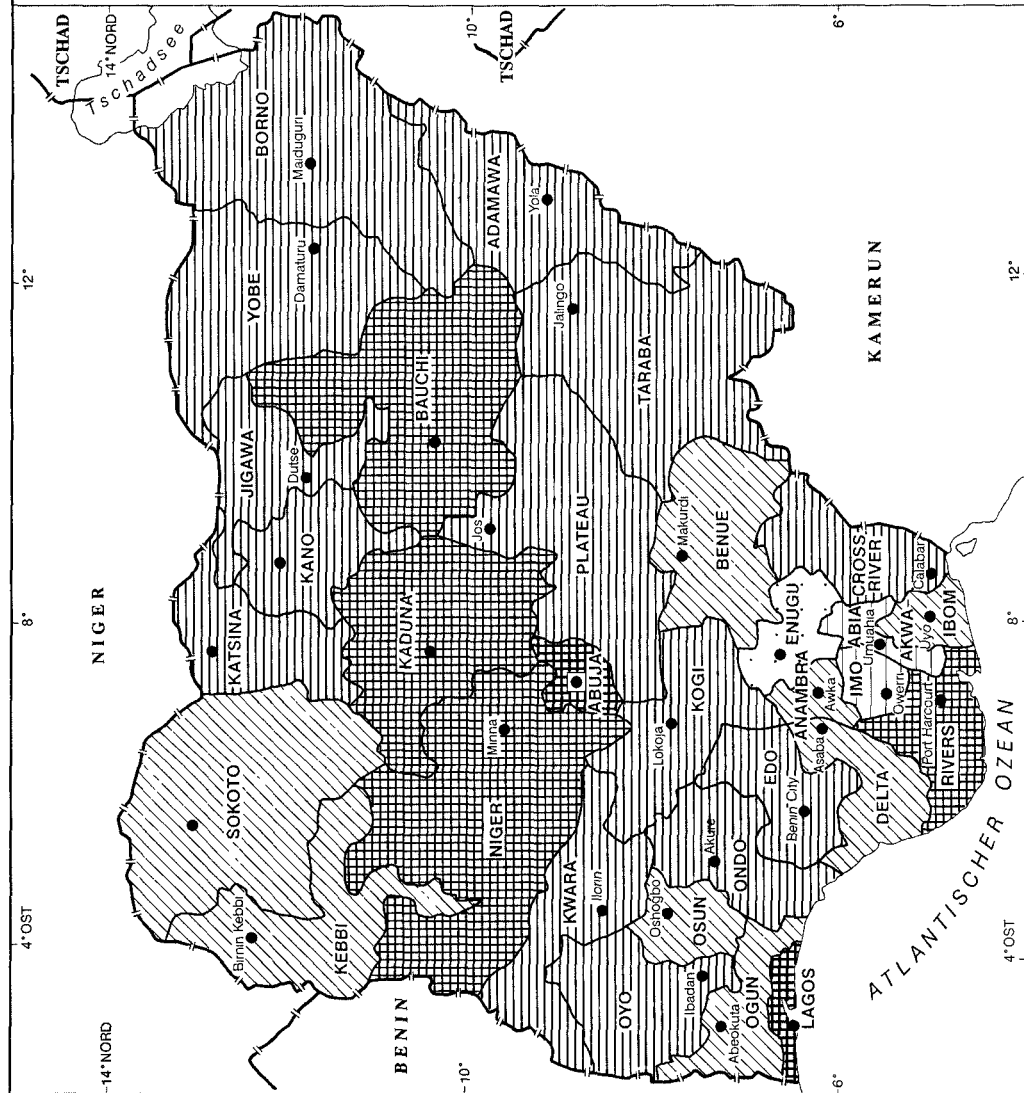 TSCHAD
14°NORD
Tschadsee
10°
TSCHAD
6°
BORNO
Maiduguri
ADAMAWA
Yola
12°
YOBE
Damaturu
Jalingo
TARABA
KAMERUN
12°
BAUCHI
JIGAWA
Dutse
KANO
Jos
PLATEAU
Makurdi
BENUE
CROSS
RIVER
Calabar
NIGER
8°
KATSINA
KADUNA
ABUJA
KOGI
Lokoja
ENUGU
ANAMBRA
Awka
ABIA
Umuahia
IMO
Owerri
AKWA
IBOM
Uyo
8°
SOKOTO
Minna
NIGER
EDO
Benin City
Asaba
DELTA
RIVERS
Port Harcourt
4°OST
Birnin Kebbi
KEBBI
KWARA
Ilorin
Oshogbo
OSUN
Akure
ONDO
ATLANTISCHER OZEAN
4°OST
BENIN
OYO
Ibadan
OGUN
Abeokuta
LAGOS
14°NORD
10°
6°